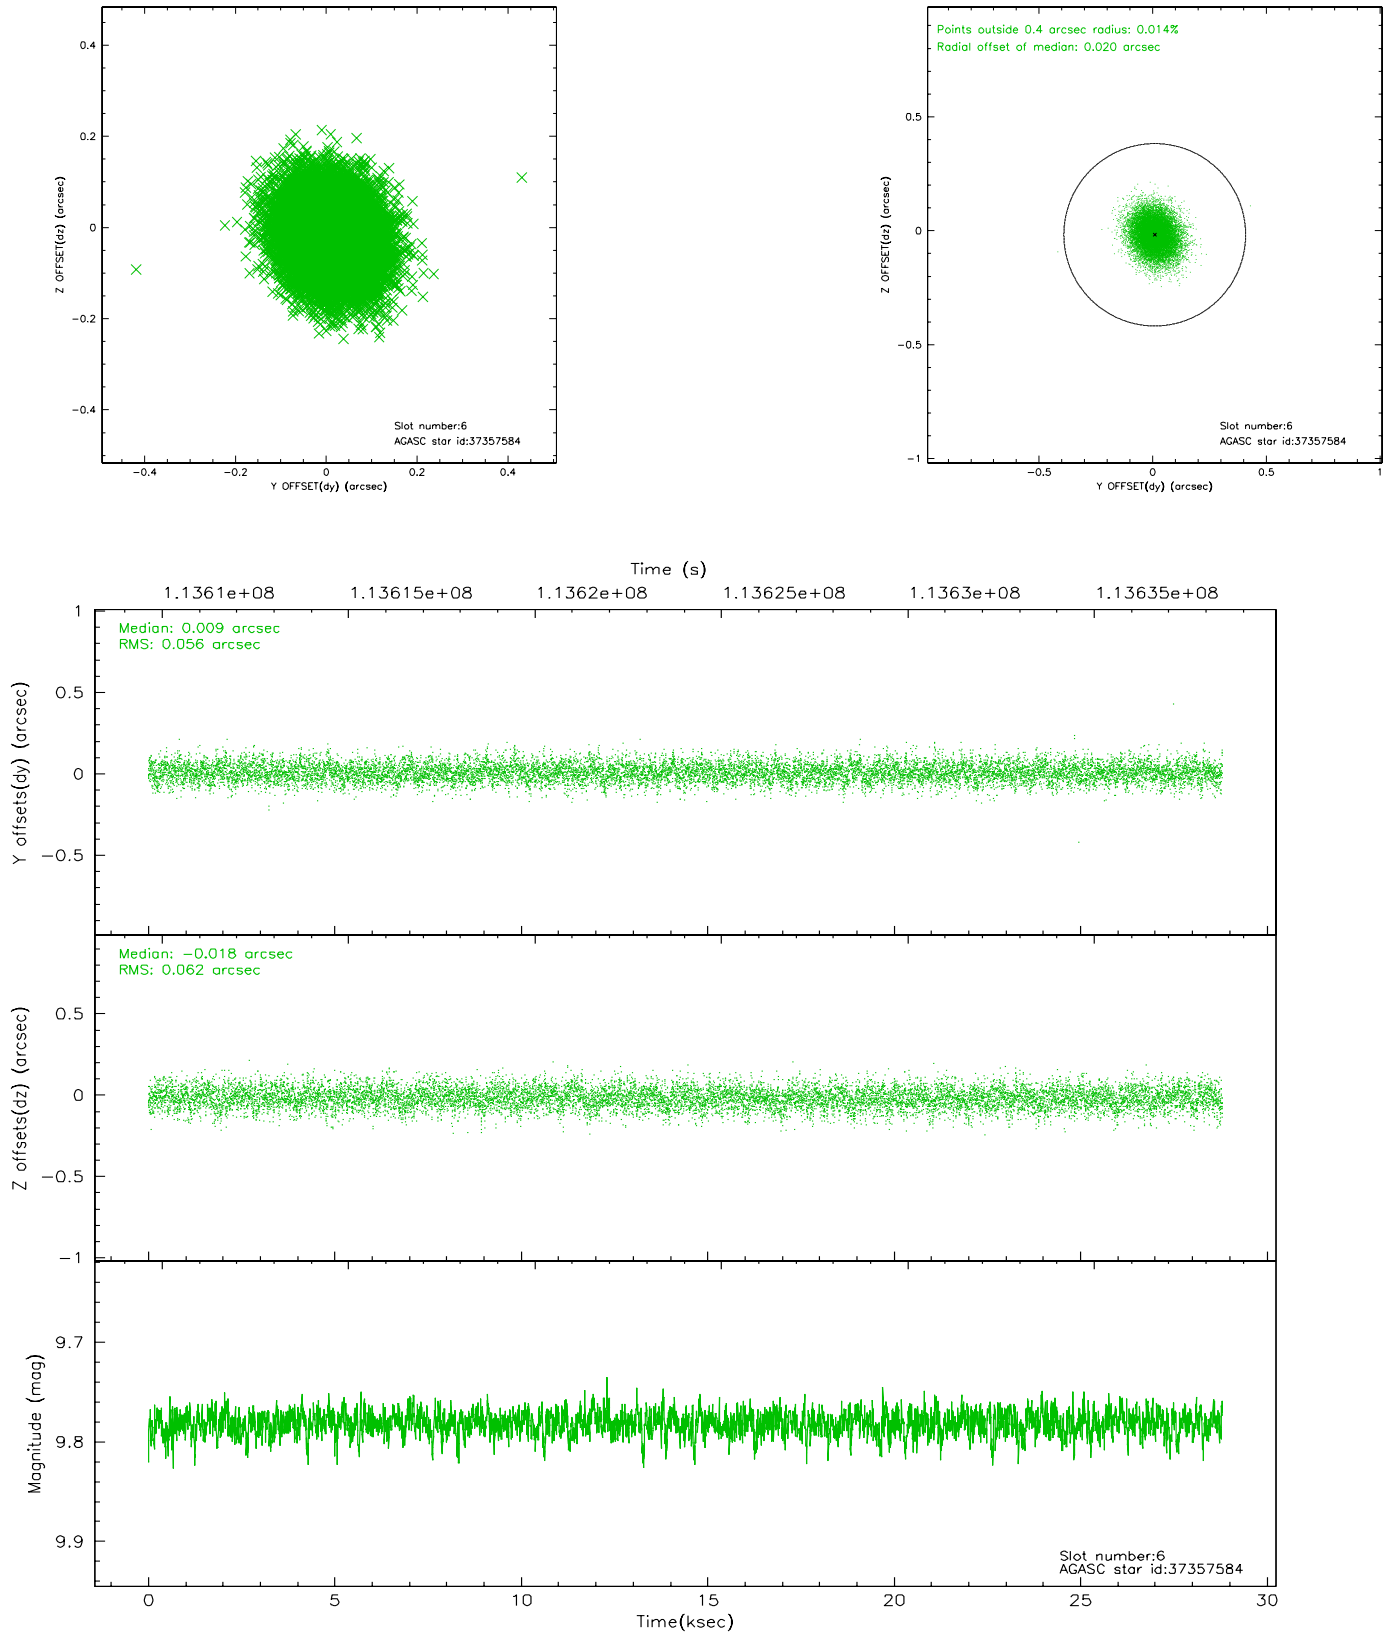 0.4
0.2
0
−0.2
−0.4
Z OFFSET(dz) (arcsec)
Slot number:6
AGASC star id:37357584
−0.4
−0.2
0
0.2
0.4
Y OFFSET(dy) (arcsec)
Points outside 0.4 arcsec radius: 0.014%
Radial offset of median: 0.020 arcsec
0.5
0
−0.5
−1
Z OFFSET(dz) (arcsec)
Slot number:6
AGASC star id:37357584
−0.5
0
0.5
1
Y OFFSET(dy) (arcsec)
Time (s)
1.1361e+08
1.13615e+08
1.1362e+08
1.13625e+08
1.1363e+08
1.13635e+08
1
0.5
0
−0.5
Y offsets(dy) (arcsec)
Median: 0.009 arcsec
RMS: 0.056 arcsec
0.5
0
−0.5
−1
Z offsets(dz) (arcsec)
Median: −0.018 arcsec
RMS: 0.062 arcsec
9.7
9.8
9.9
Magnitude (mag)
Slot number:6
AGASC star id:37357584
0
5
10
15
20
25
30
Time(ksec)